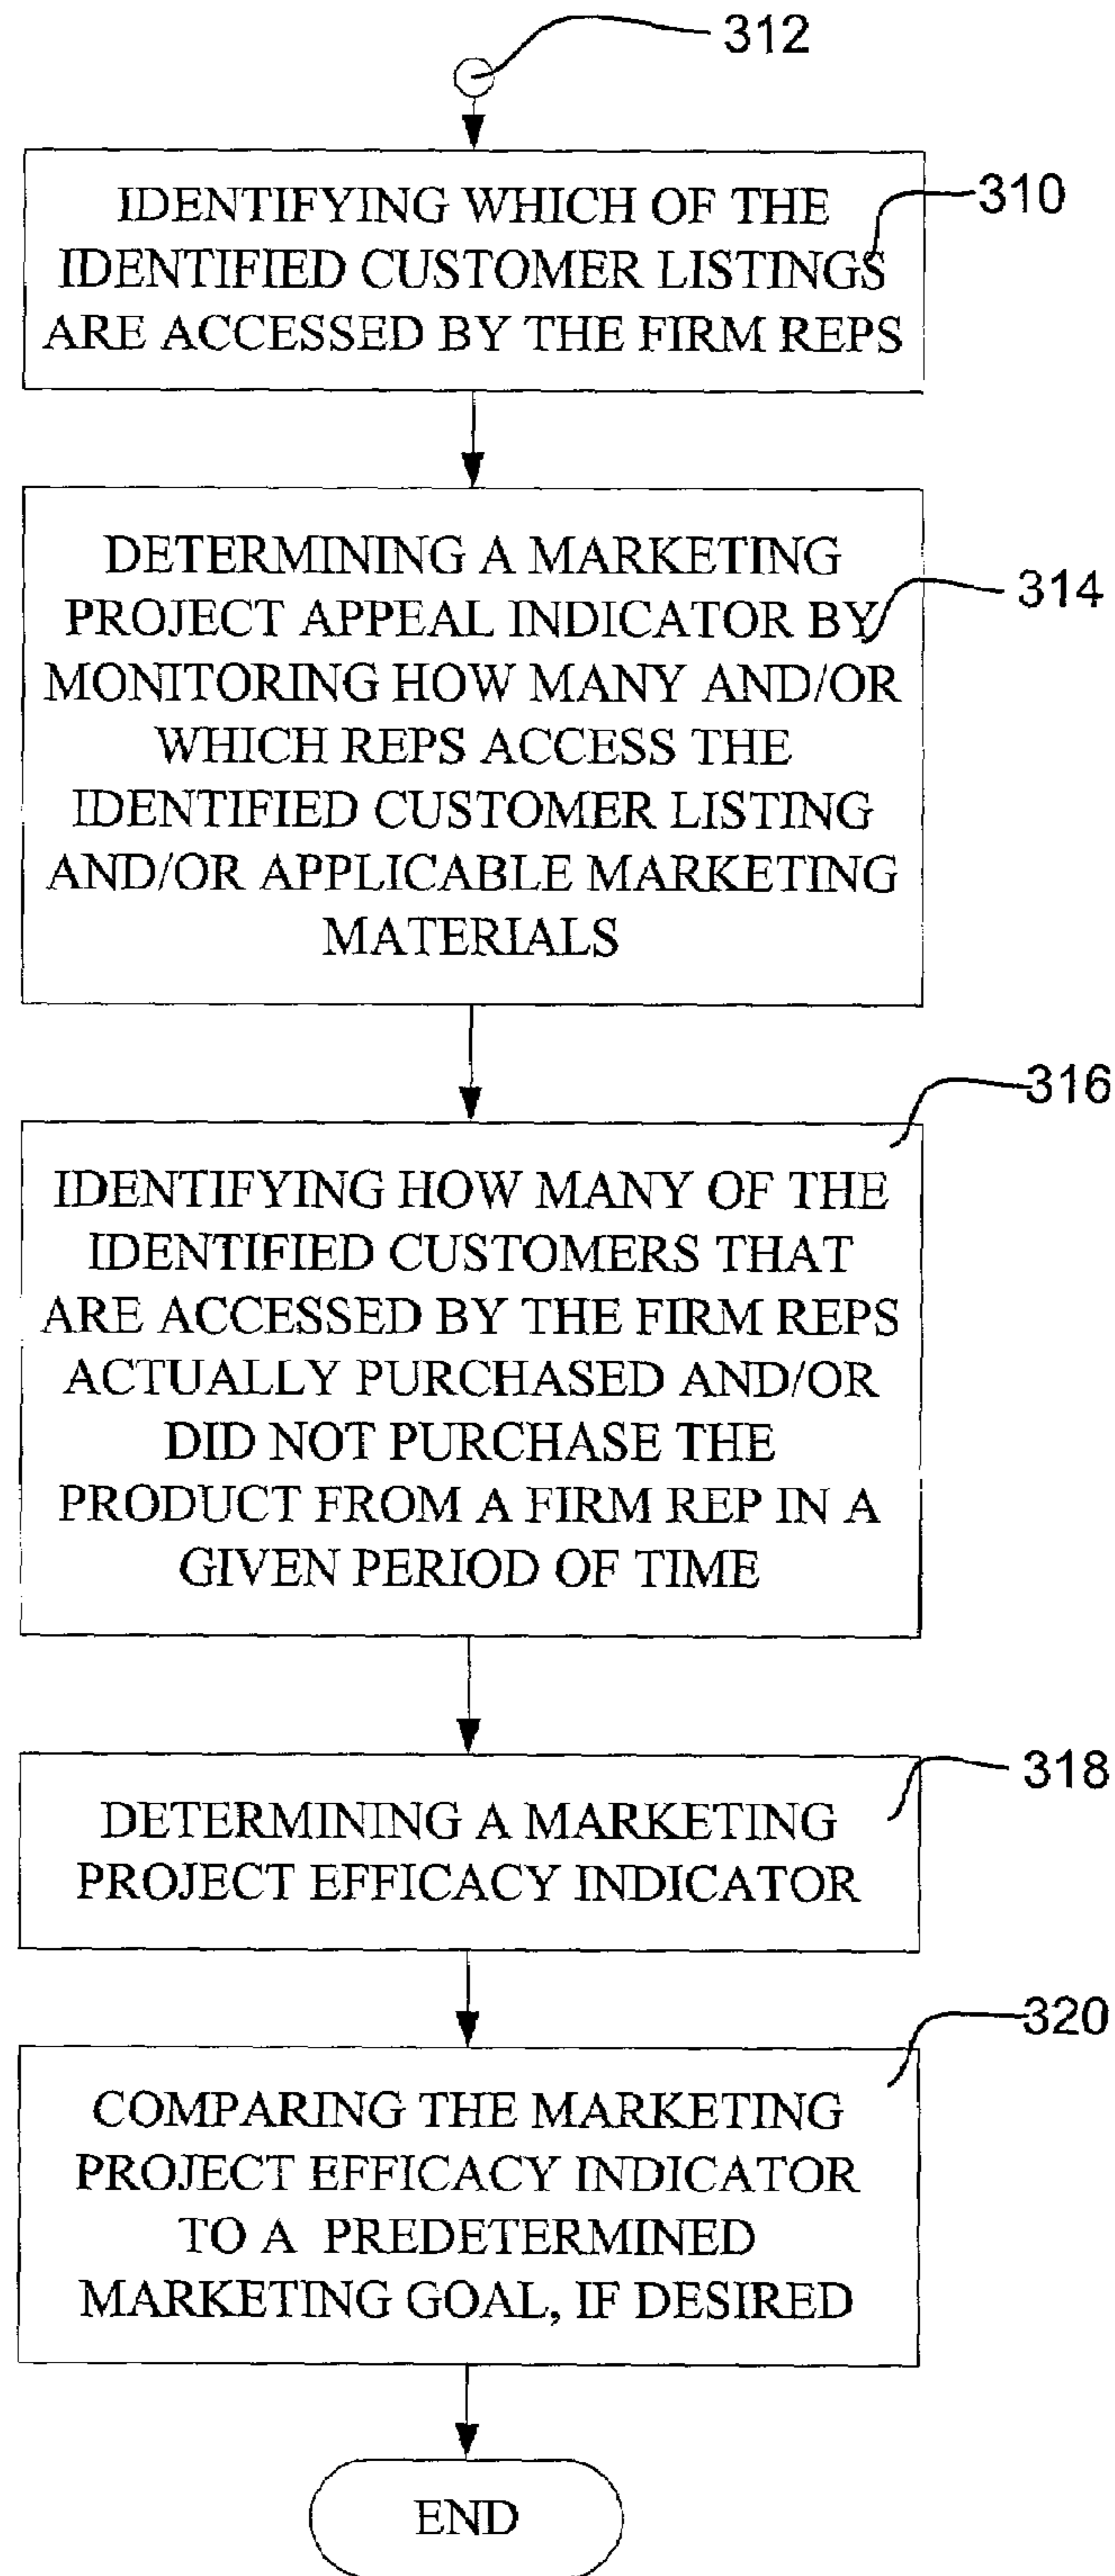 312
IDENTIFYING WHICH OF THE
310
IDENTIFIED CUSTOMER LISTINGS
ARE ACCESSED BY THE FIRM REPS
DETERMINING A MARKETING
314
PROJECT APPEAL INDICATOR BY
MONITORING HOW MANY AND/OR
WHICH REPS ACCESS THE
IDENTIFIED CUSTOMER LISTING
AND/OR APPLICABLE MARKETING
MATERIALS
316
IDENTIFYING HOW MANY OF THE
IDENTIFIED CUSTOMERS THAT
ARE ACCESSED BY THE FIRM REPS
ACTUALLY PURCHASED AND/OR
DID NOT PURCHASE THE
PRODUCT FROM A FIRM REP IN A
GIVEN PERIOD OF TIME
318
DETERMINING A MARKETING
PROJECT EFFICACY INDICATOR
320
COMPARING THE MARKETING
PROJECT EFFICACY INDICATOR
TO A PREDETERMINED
MARKETING GOAL, IF DESIRED
END